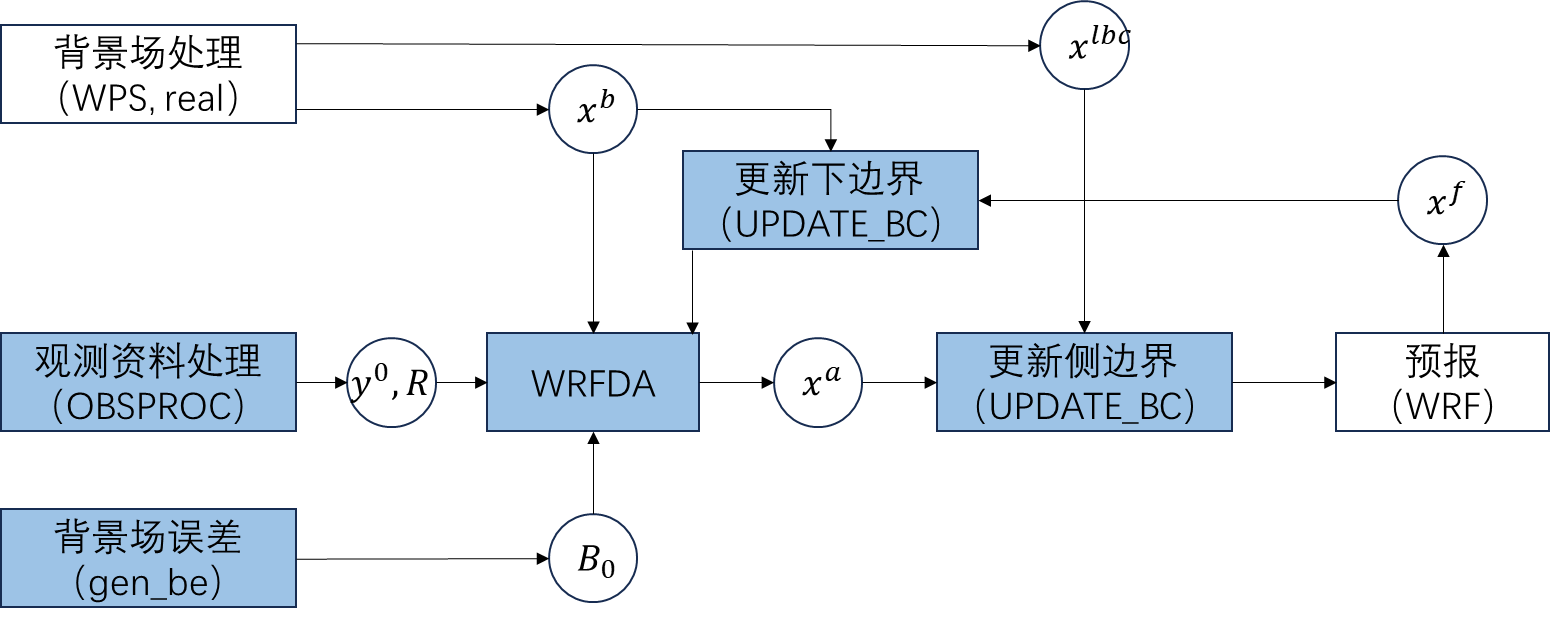 背景场处理
（WPS, real）
x^{lbc}
x^b
更新下边界
（UPDATE_BC）
x^f
观测资料处理
（OBSPROC）
y^0, R
WRFDA
x^a
更新侧边界
（UPDATE_BC）
预报
（WRF）
背景场误差
（gen_be）
B_0